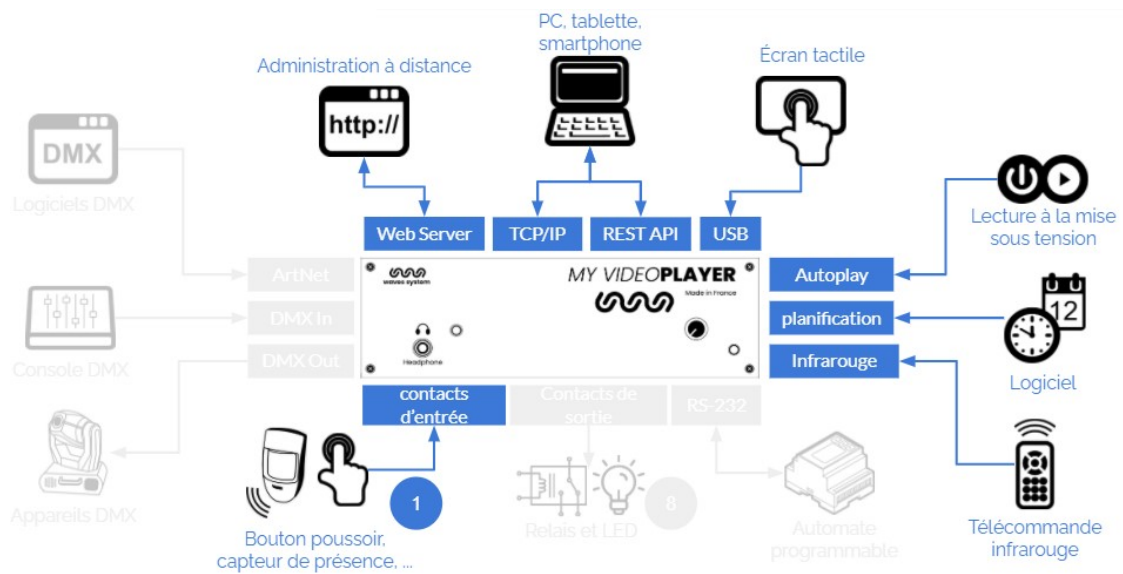 PC, tablette,
smartphone
Administration à distance
Écran tactile
http://
DMX
Logiciels DMX
Lecture à la mise
sous tension
Web Server
TCP/IP
REST API
USB
ArtNet
DMX In
DMX Out
waves system
MY VIDEOPLAYER
Made in France
Headphone
Autoplay
planification
Infrarouge
12
Logiciel
Console DMX
contacts
d'entrée
Contacts de
sortie
RS-232
1
8
Appareils DMX
Bouton poussoir,
capteur de présence, ...
Relais et LED
Automate
programmable
Télécommande
infrarouge